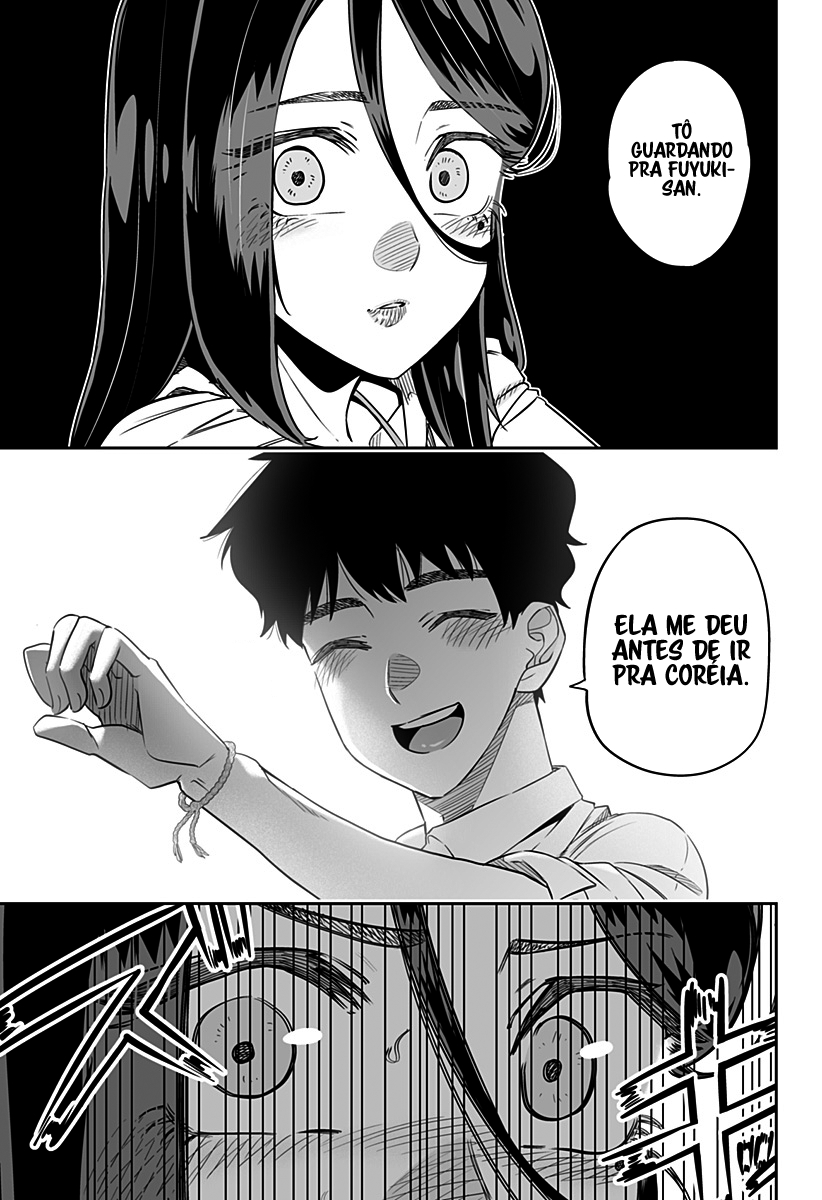 TÔ
GUARDANDO
PRA FUYUKI-
SAN.
ELA ME DEU
ANTES DE IR
PRA CORÉIA.